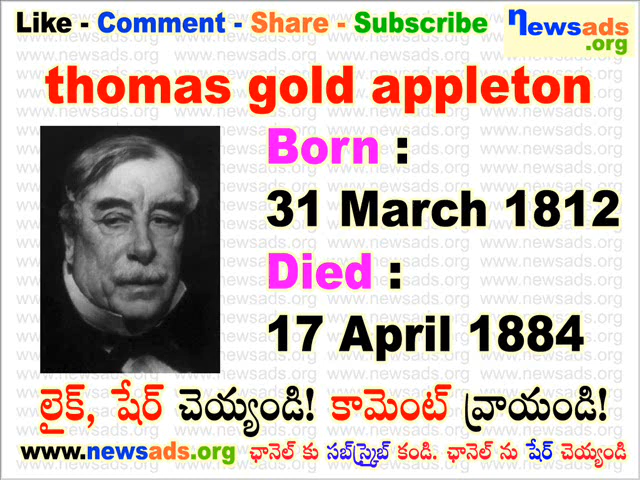 Like - Comment - Share - Subscribe
newsads
.org
thomas gold appleton
Born :
31 March 1812
Died :
17 April 1884
లైక్, షేర్ చెయ్యండి! కామెంట్ వ్రాయండి!
www.newsads.org ఛానెల్ కు సబ్‌స్క్రైబ్ కండి. ఛానెల్ ను షేర్ చెయ్యండి